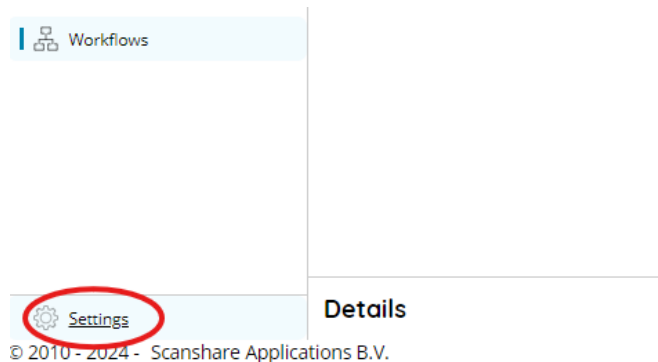 Workflows
Details
Settings
© 2010 - 2024 - Scanshare Applications B.V.